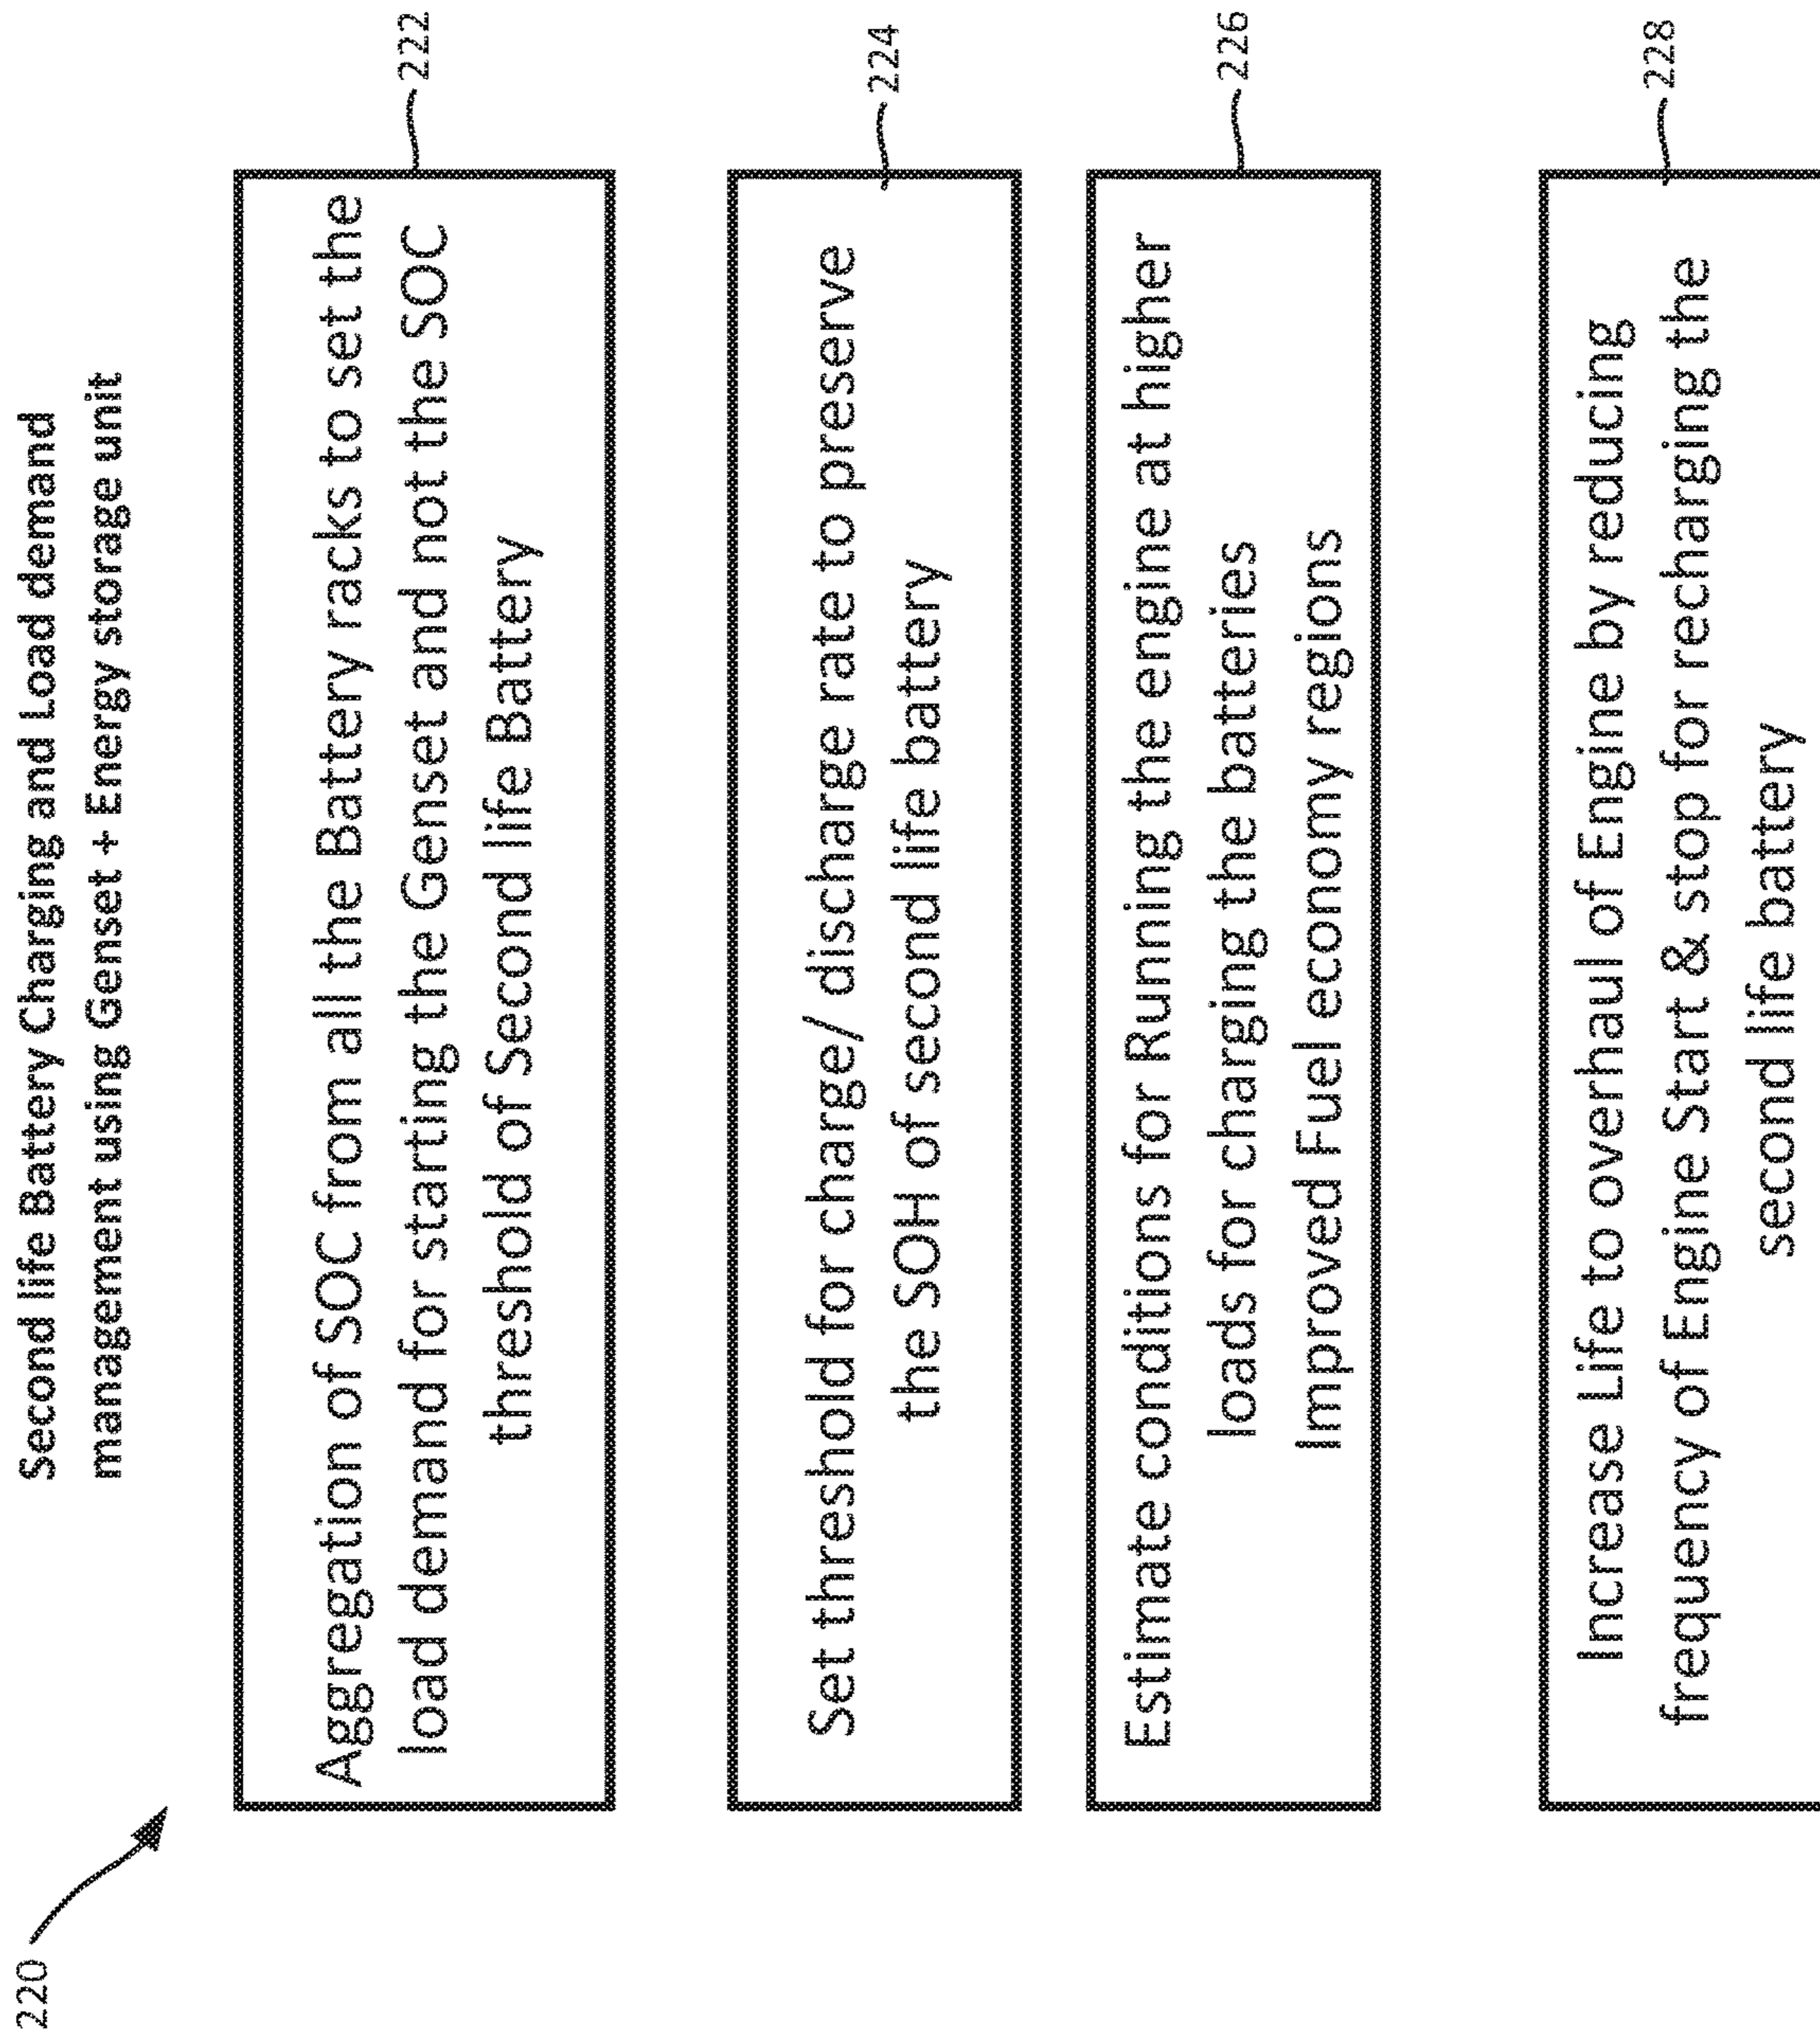 220
Second life Battery Charging and Load demand
management using Genset + Energy storage unit
Aggregation of SOC from all the Battery racks to set the
load demand for starting the Genset and not the SOC
threshold of Second life Battery
222
Set threshold for charge/ discharge rate to preserve
the SOH of second life battery
224
Estimate conditions for Running the engine at higher
loads for charging the batteries
Improved Fuel economy regions
226
Increase Life to overhaul of Engine by reducing
frequency of Engine Start & stop for recharging the
second life battery
228